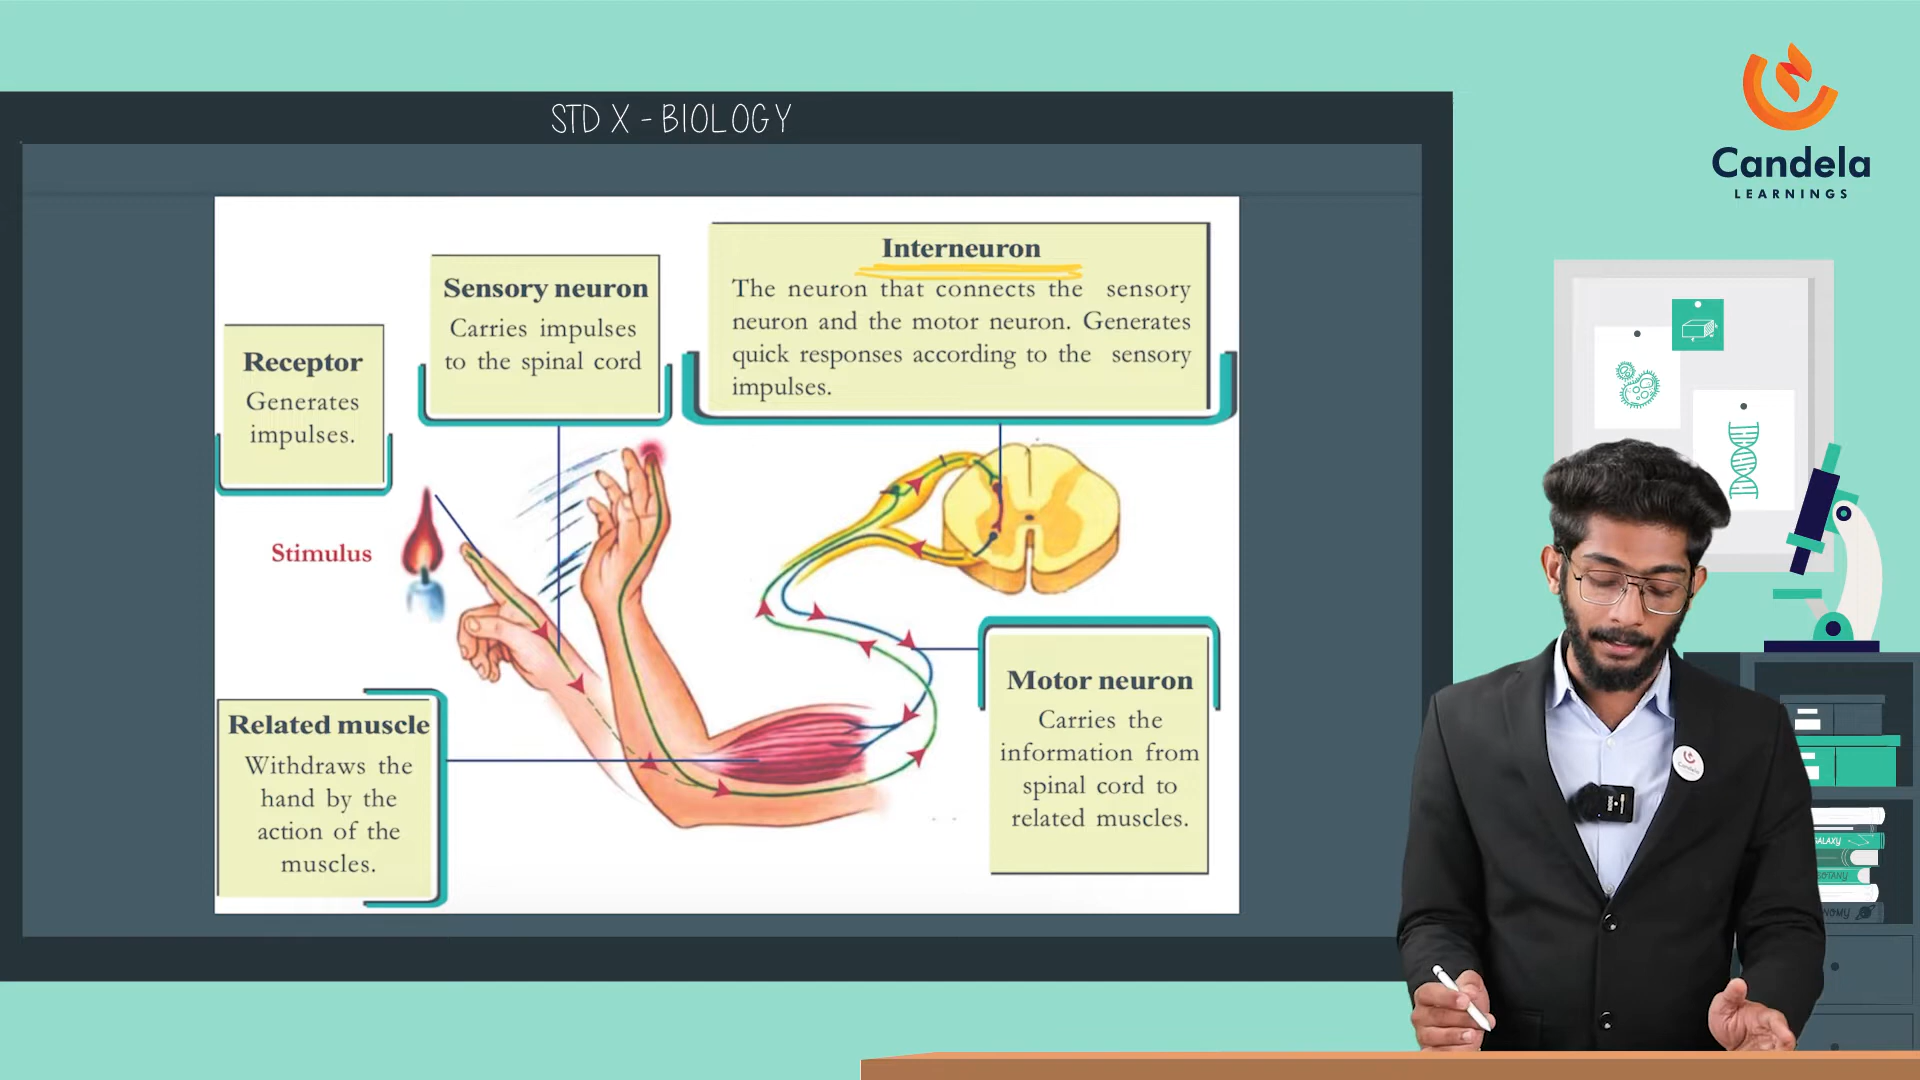 STD X - BIOLOGY
Candela
LEARNINGS
Interneuron
The neuron that connects the sensory
neuron and the motor neuron. Generates
quick responses according to the sensory
impulses.
Sensory neuron
Carries impulses
to the spinal cord
Receptor
Generates
impulses.
Stimulus
Motor neuron
Carries the
information from
spinal cord to
related muscles.
Related muscle
Withdraws the
hand by the
action of the
muscles.
Candela
GALAXY
BOTANY